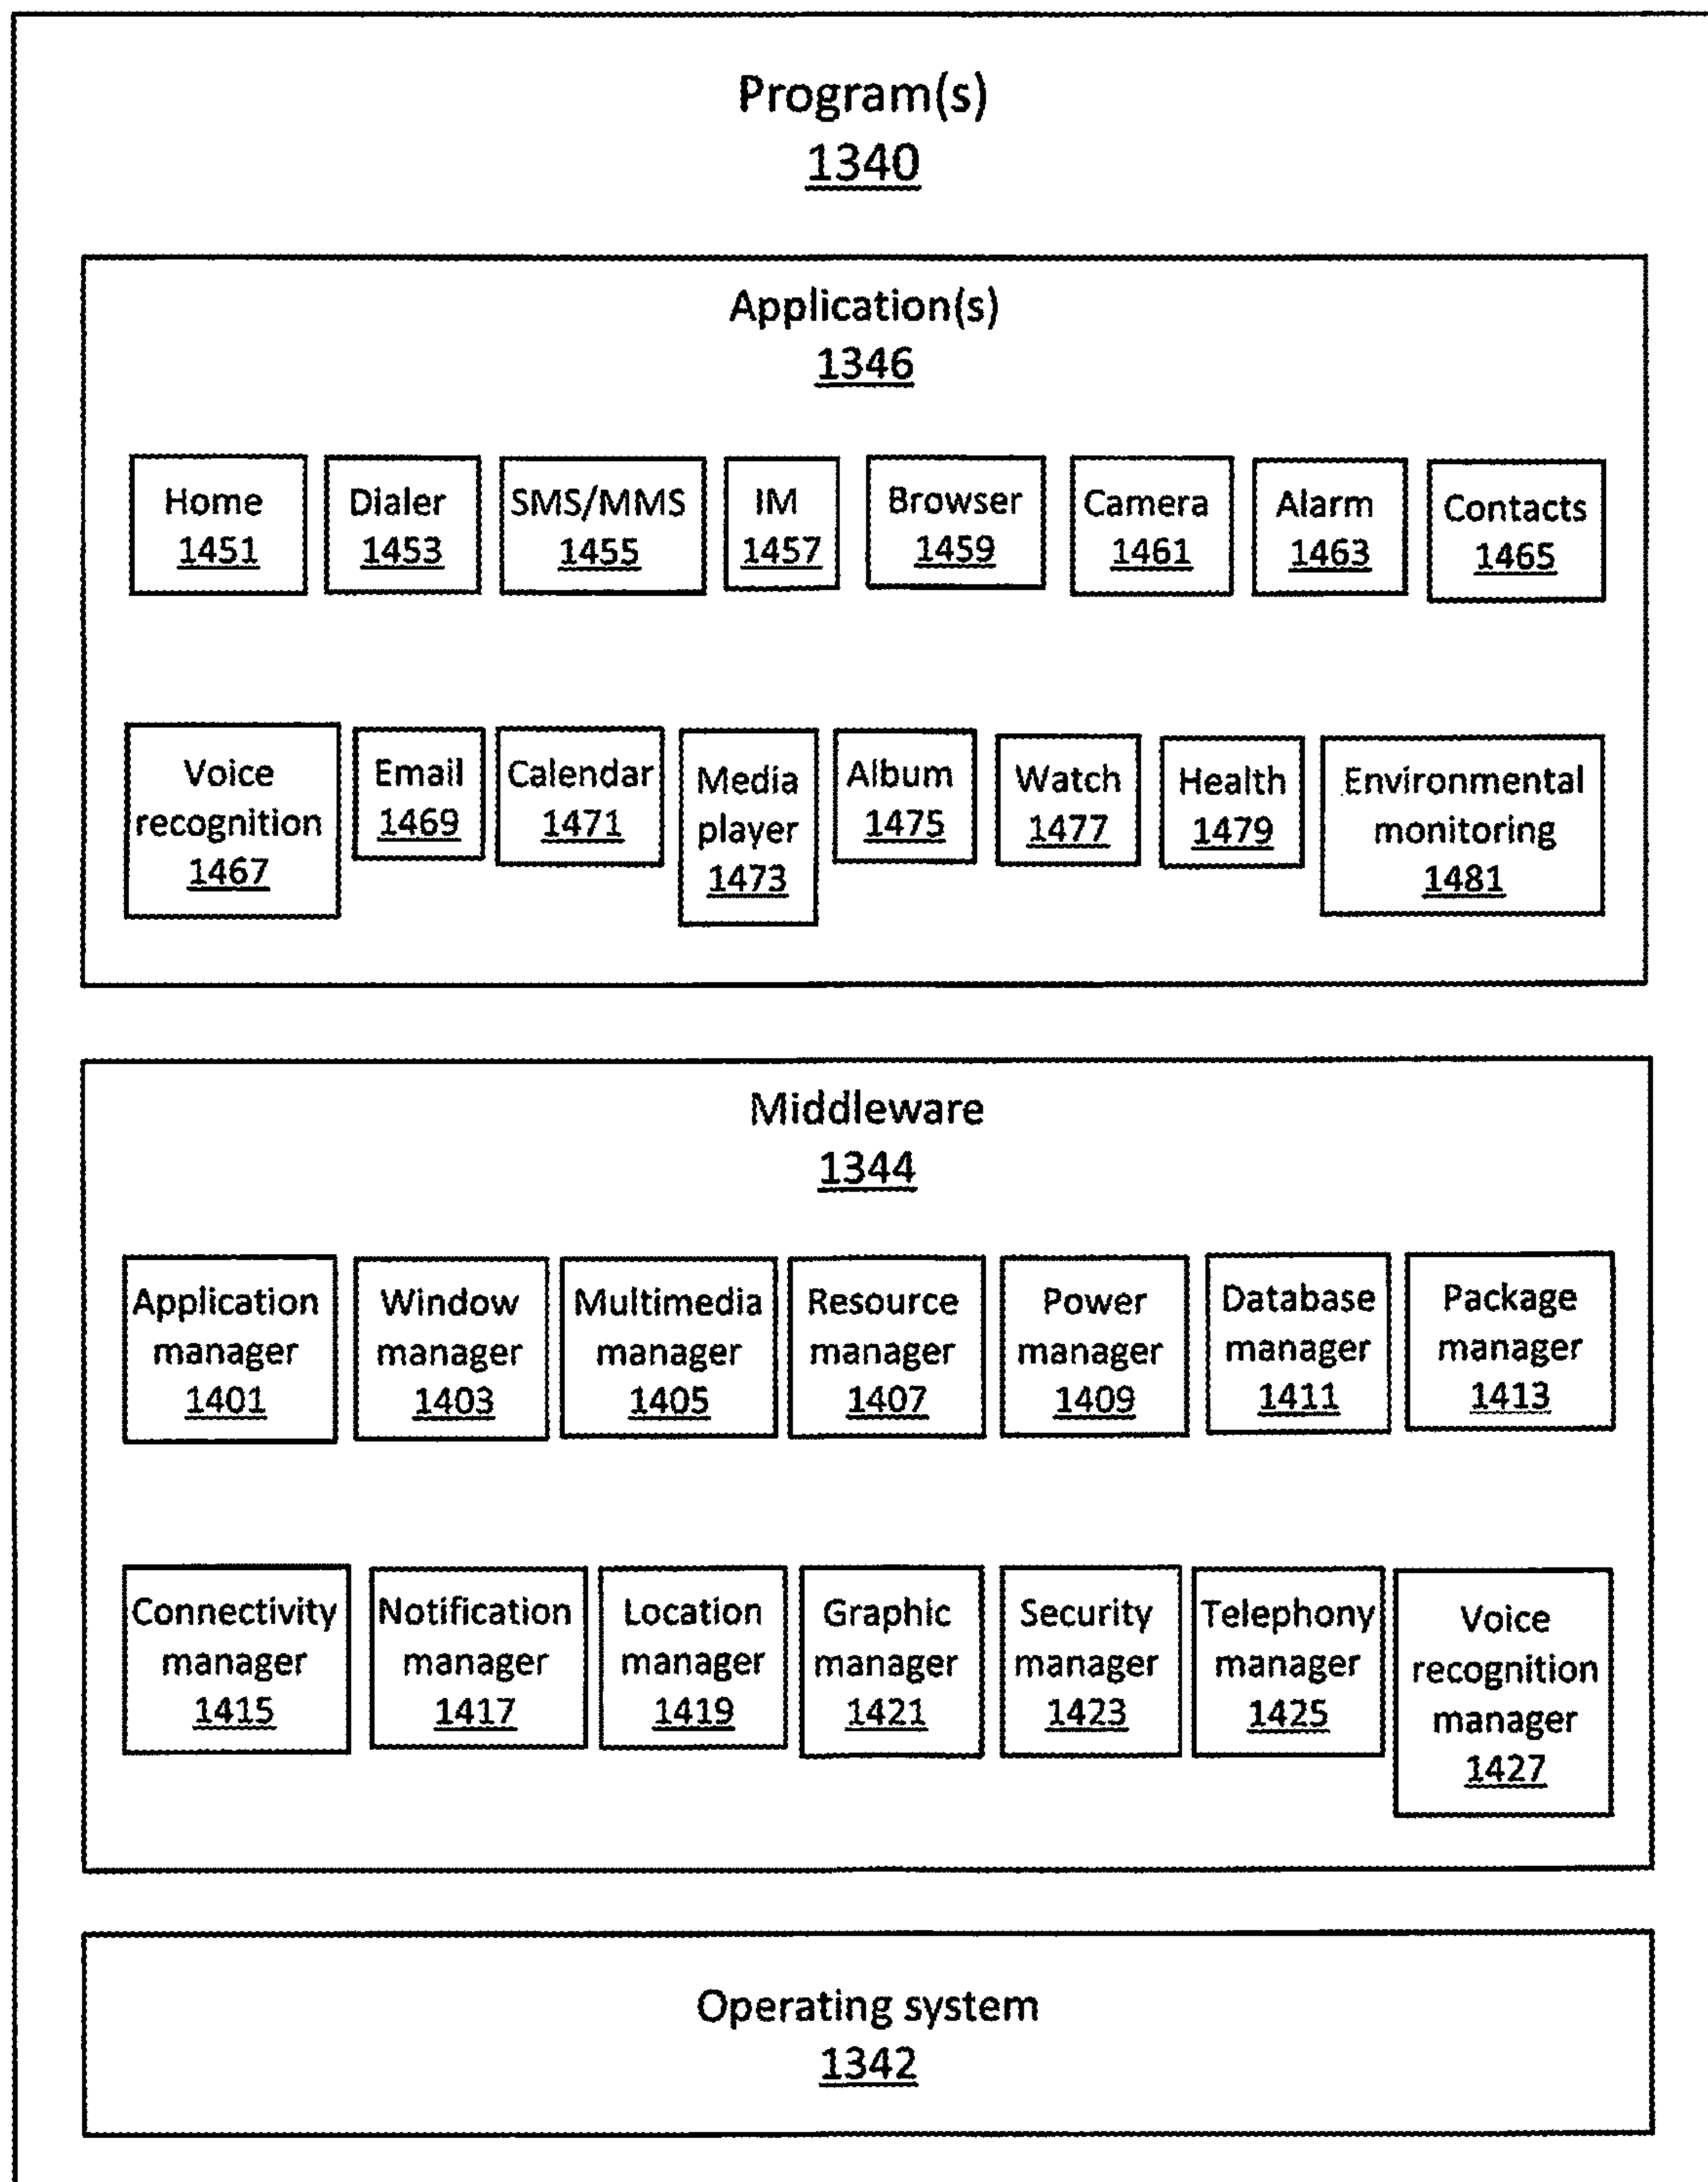 Program(s)
1340
Application(s)
1346
Home
1451
Dialer
1453
SMS/MMS
1455
IM
1457
Browser
1459
Camera
1461
Alarm
1463
Contacts
1465
Voice
recognition
1467
Email
1469
Calendar
1471
Media
player
1473
Album
1475
Watch
1477
Health
1479
Environmental
monitoring
1481
Middleware
1344
Application
manager
1401
Window
manager
1403
Multimedia
manager
1405
Resource
manager
1407
Power
manager
1409
Database
manager
1411
Package
manager
1413
Connectivity
manager
1415
Notification
manager
1417
Location
manager
1419
Graphic
manager
1421
Security
manager
1423
Telephony
manager
1425
Voice
recognition
manager
1427
Operating system
1342